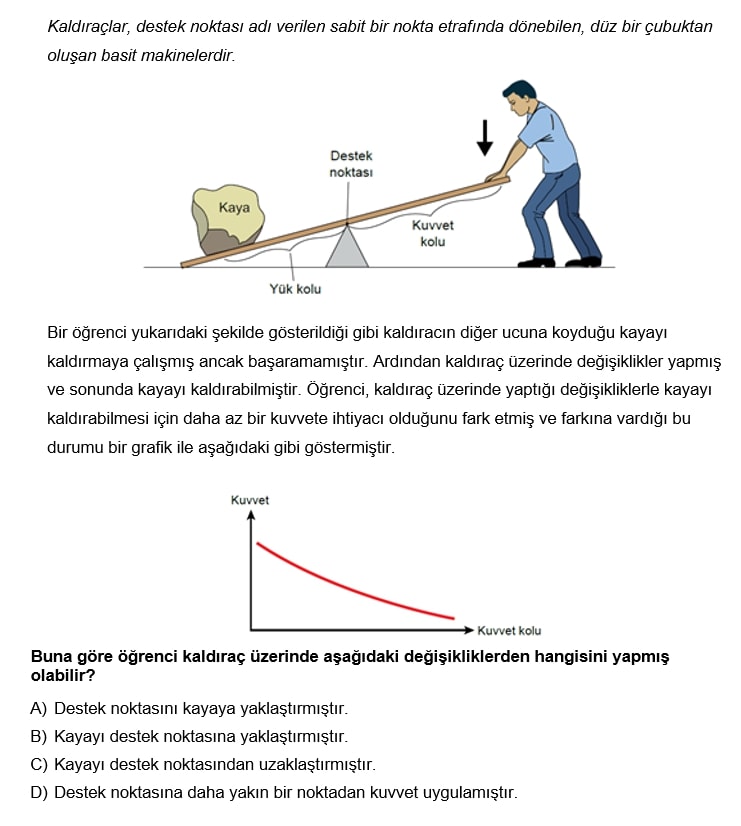 Kaldıraçlar, destek noktası adı verilen sabit bir nokta etrafında dönebilen, düz bir çubuktan
oluşan basit makinelerdir.
Destek
noktası
Kaya
Kuvvet
kolu
Yük kolu
Bir öğrenci yukarıdaki şekilde gösterildiği gibi kaldıracın diğer ucuna koyduğu kayayı
kaldırmaya çalışmış ancak başaramamıştır. Ardından kaldıraç üzerinde değişiklikler yapmış
ve sonunda kayayı kaldırabilmiştir. Öğrenci, kaldıraç üzerinde yaptığı değişikliklerle kayayı
kaldırabilmesi için daha az bir kuvvete ihtiyacı olduğunu fark etmiş ve farkına vardığı bu
durumu bir grafik ile aşağıdaki gibi göstermiştir.
Kuvvet
Kuvvet kolu
Buna göre öğrenci kaldıraç üzerinde aşağıdaki değişikliklerden hangisini yapmış
olabilir?
A) Destek noktasını kayaya yaklaştırmıştır.
B) Kayayı destek noktasına yaklaştırmıştır.
C) Kayayı destek noktasından uzaklaştırmıştır.
D) Destek noktasına daha yakın bir noktadan kuvvet uygulamıştır.